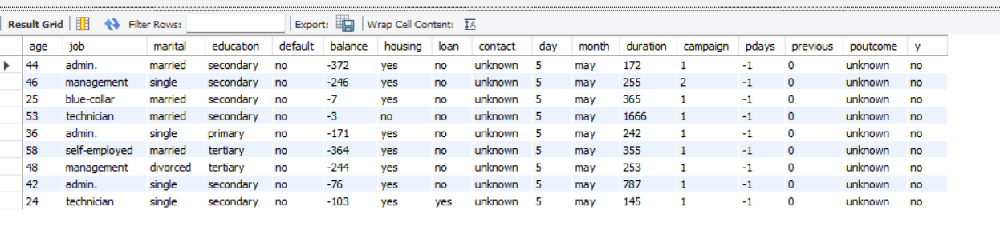 Result Grid Filter Rows: Export: Wrap Cell Content: IA
age job marital education default balance housing loan contact day month duration campaign pdays previous poutcome y
44 admin. married secondary no -372 yes no unknown 5 may 172 1 -1 0 unknown no
46 management single secondary no -246 yes no unknown 5 may 255 2 -1 0 unknown no
25 blue-collar married secondary no -7 yes no unknown 5 may 365 1 -1 0 unknown no
53 technician married secondary no -3 no no unknown 5 may 1666 1 -1 0 unknown no
36 admin. single primary no -171 yes no unknown 5 may 242 1 -1 0 unknown no
58 self-employed married tertiary no -364 yes no unknown 5 may 355 1 -1 0 unknown no
48 management divorced tertiary no -244 yes no unknown 5 may 253 1 -1 0 unknown no
42 admin. single secondary no -76 yes no unknown 5 may 787 1 -1 0 unknown no
24 technician single secondary no -103 yes yes unknown 5 may 145 1 -1 0 unknown no